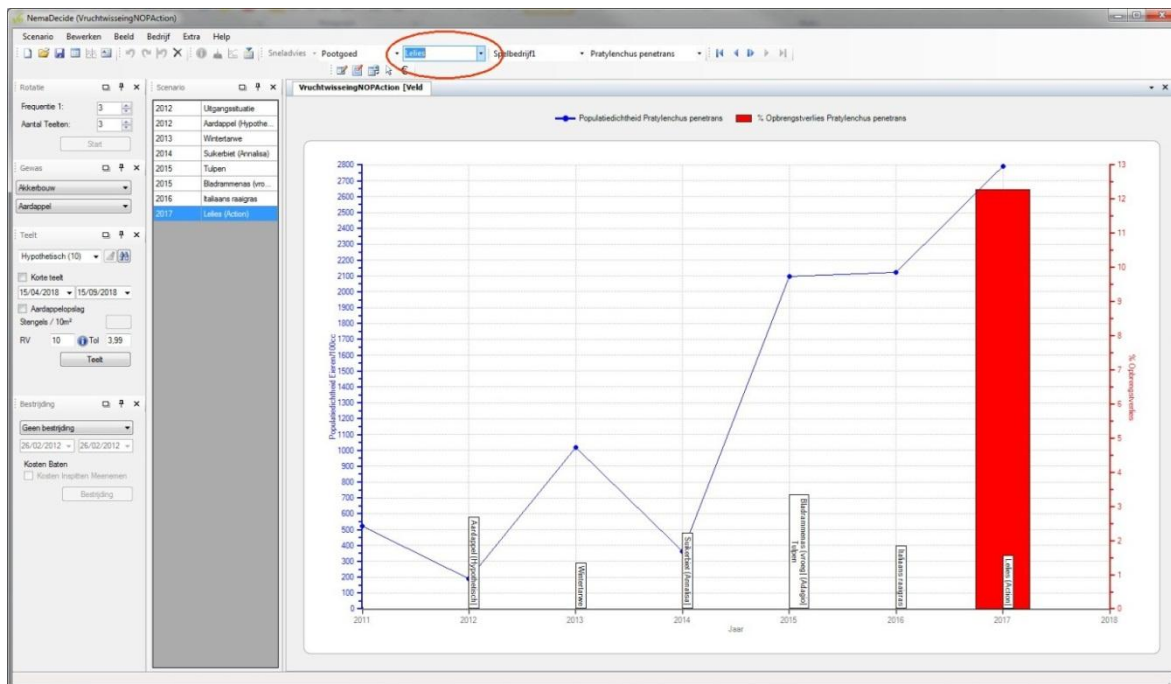 NemaDecide (VruchtwisseingNOPAction)
Scenario Bewerken Beeld Bedrijf Extra Help
Sneladvies Pootgoed Lelies Spelbedrijf1 Pratylenchus penetrans
Rotatie
Frequentie 1: 3
Aantal Teelten: 3
Start
Gewas
Akkerbouw
Aardappel
Teelt
Hypothetisch (10)
Korte teelt
15/04/2018 15/09/2018
Aardappelopslag
Stengels / 10m²
RV 10 Tol 3,99
Teelt
Bestrijding
Geen bestrijding
26/02/2012 26/02/2012
Kosten Baten
Kosten Inspitten Meenemen
Bestrijding
Scenario
2012 Uitgangssituatie
2012 Aardappel (Hypothe...
2013 Wintertarwe
2014 Suikerbiet (Annalisa)
2015 Tulpen
2015 Bladrammenas (vro...
2016 Italiaans raaigras
2017 Lelies (Action)
VruchtwisseingNOPAction [Veld
Populatiedichtheid Pratylenchus penetrans % Opbrengstverlies Pratylenchus penetrans
Populatiedichtheid Eieren/100cc
2800
2700
2600
2500
2400
2300
2200
2100
2000
1900
1800
1700
1600
1500
1400
1300
1200
1100
1000
900
800
700
600
500
400
300
200
100
0
Aardappel (Hypothetisch)
Wintertarwe
Suikerbiet (Annalisa)
Bladrammenas (vroeg) (Adagio)
Tulpen
Italiaans raaigras
Lelies (Action)
13
12
11
10
9
8
7
6
5
4
3
2
1
0
% Opbrengstverlies
2011 2012 2013 2014 2015 2016 2017 2018
Jaar